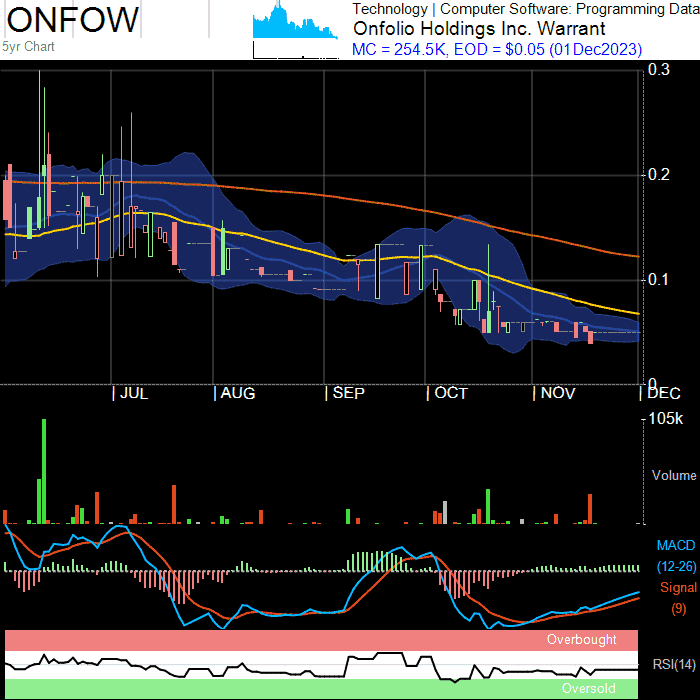 ONFOW
5yr Chart
Technology | Computer Software: Programming Data
Onfolio Holdings Inc. Warrant
MC = 254.5K, EOD = $0.05 (01Dec2023)
0.3
0.2
0.1
0
JUL
AUG
SEP
OCT
NOV
DEC
105k
Volume
MACD
(12-26)
Signal
(9)
Overbought
RSI(14)
Oversold